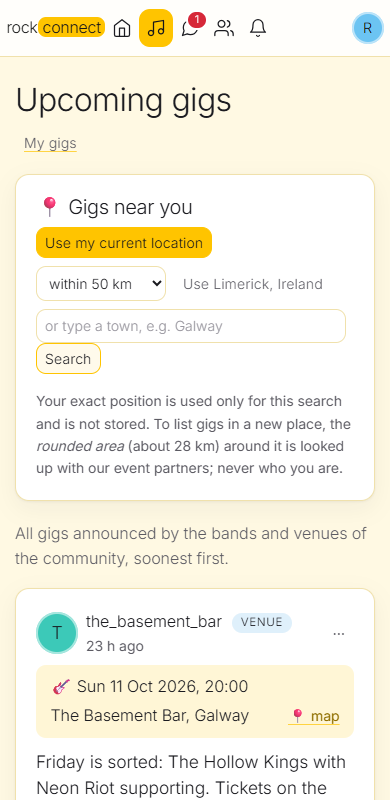 rockconnect 1 R
Upcoming gigs
My gigs
Gigs near you
Use my current location
within 50 km Use Limerick, Ireland
or type a town, e.g. Galway
Search
Your exact position is used only for this search
and is not stored. To list gigs in a new place, the
rounded area (about 28 km) around it is looked
up with our event partners; never who you are.
All gigs announced by the bands and venues of
the community, soonest first.
T the_basement_bar VENUE ...
23 h ago
Sun 11 Oct 2026, 20:00
The Basement Bar, Galway map
Friday is sorted: The Hollow Kings with
Neon Riot supporting. Tickets on the